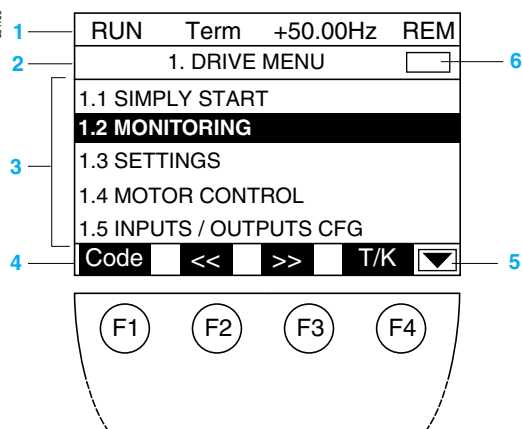 1 RUN Term +50.00Hz REM
2 1. DRIVE MENU 6
1.1 SIMPLY START
1.2 MONITORING
3 1.3 SETTINGS
1.4 MOTOR CONTROL
1.5 INPUTS / OUTPUTS CFG
4 Code << >> T/K 5
F1 F2 F3 F4